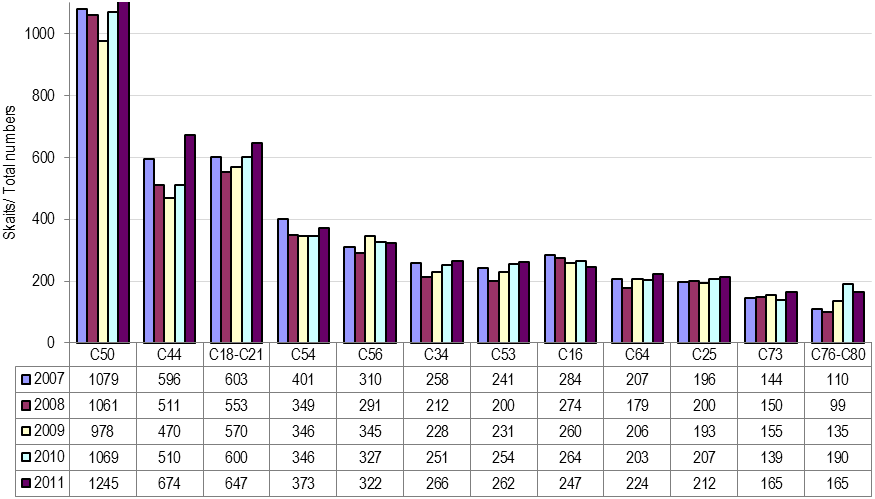 1000
800
600
400
200
0
Skaits/ Total numbers
C50 C44 C18-C21 C54 C56 C34 C53 C16 C64 C25 C73 C76-C80
2007 1079 596 603 401 310 258 241 284 207 196 144 110
2008 1061 511 553 349 291 212 200 274 179 200 150 99
2009 978 470 570 346 345 228 231 260 206 193 155 135
2010 1069 510 600 346 327 251 254 264 203 207 139 190
2011 1245 674 647 373 322 266 262 247 224 212 165 165